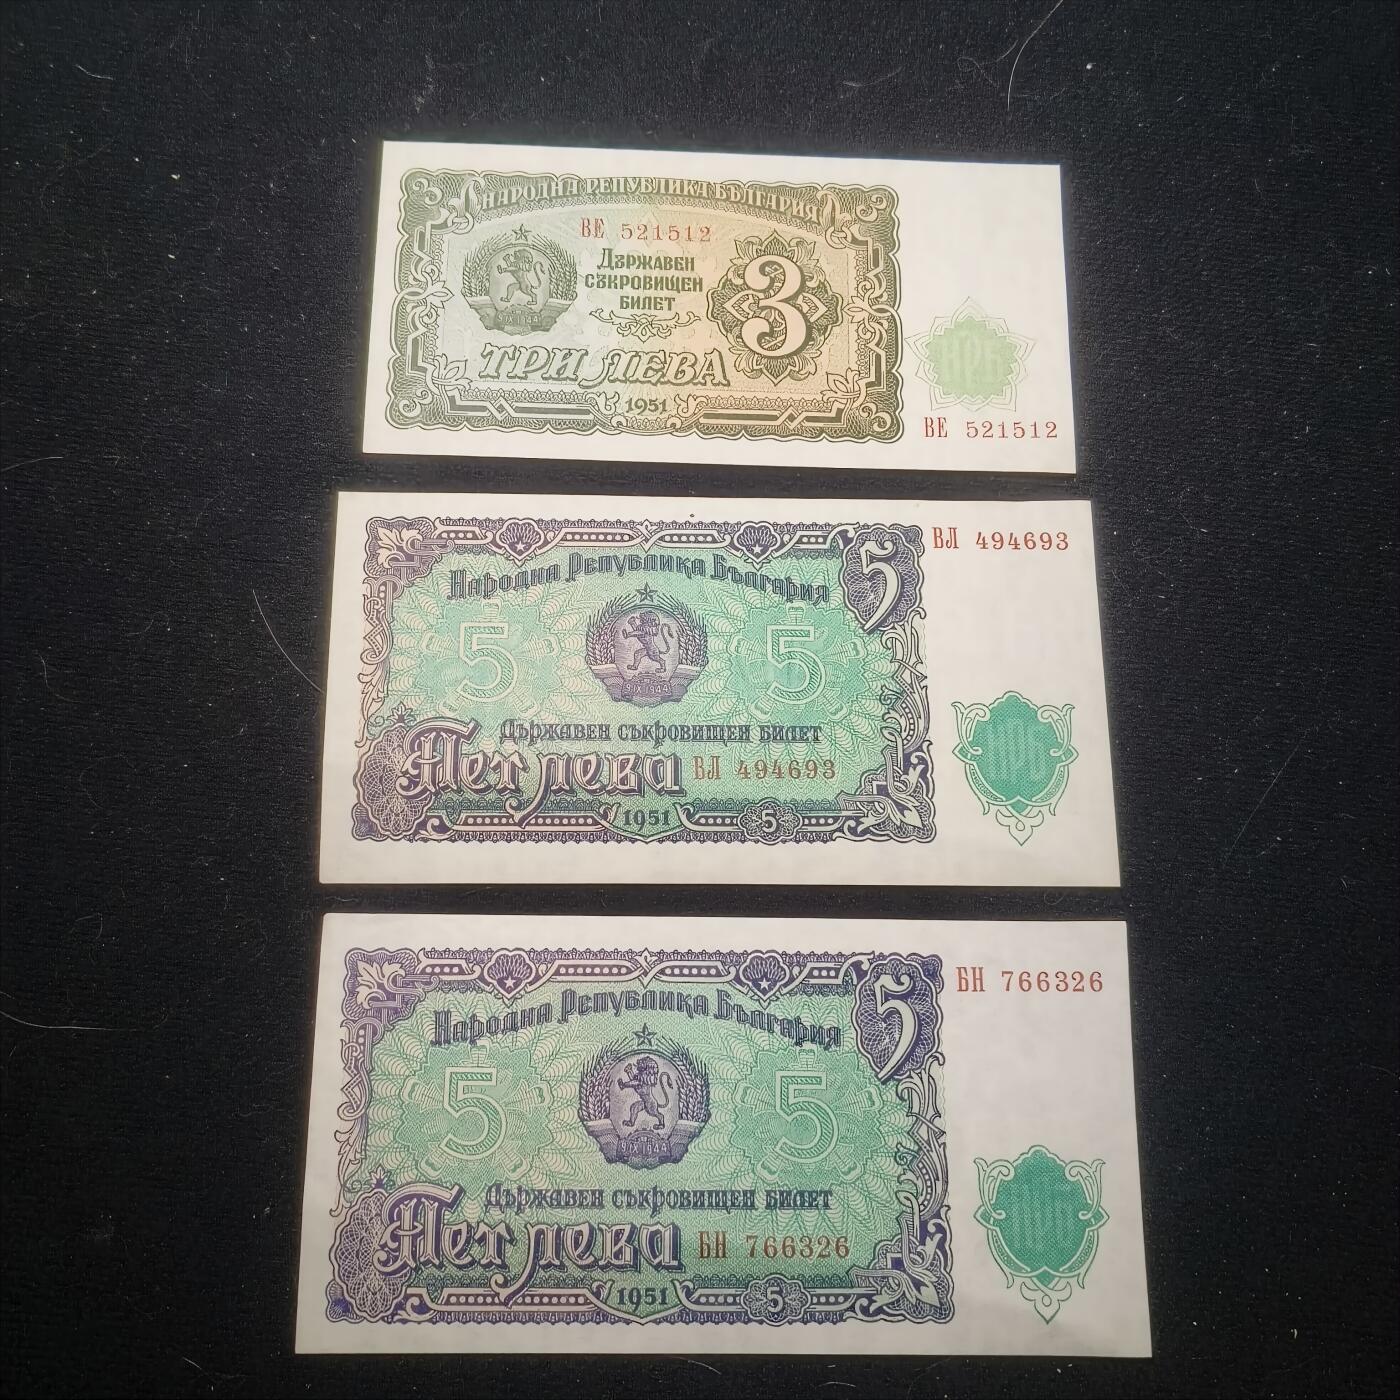 3 3
НАРОДНА РЕПУБЛИКА БЪЛГАРИЯ
ВЕ 521512
ДЪРЖАВЕН
СЪКРОВИЩЕН
БИЛЕТ
3
ТРИ ЛЕВА
1951
НРБ
ВЕ 521512
ВЛ 494693
5
Народна Република България
5 5
9.IX.1944
Държавен съкровищен билет
Пет лева ВЛ 494693
1951 5
НРБ
БН 766326
5
Народна Република България
5 5
9.IX.1944
Държавен съкровищен билет
Пет лева БН 766326
1951 5
НРБ